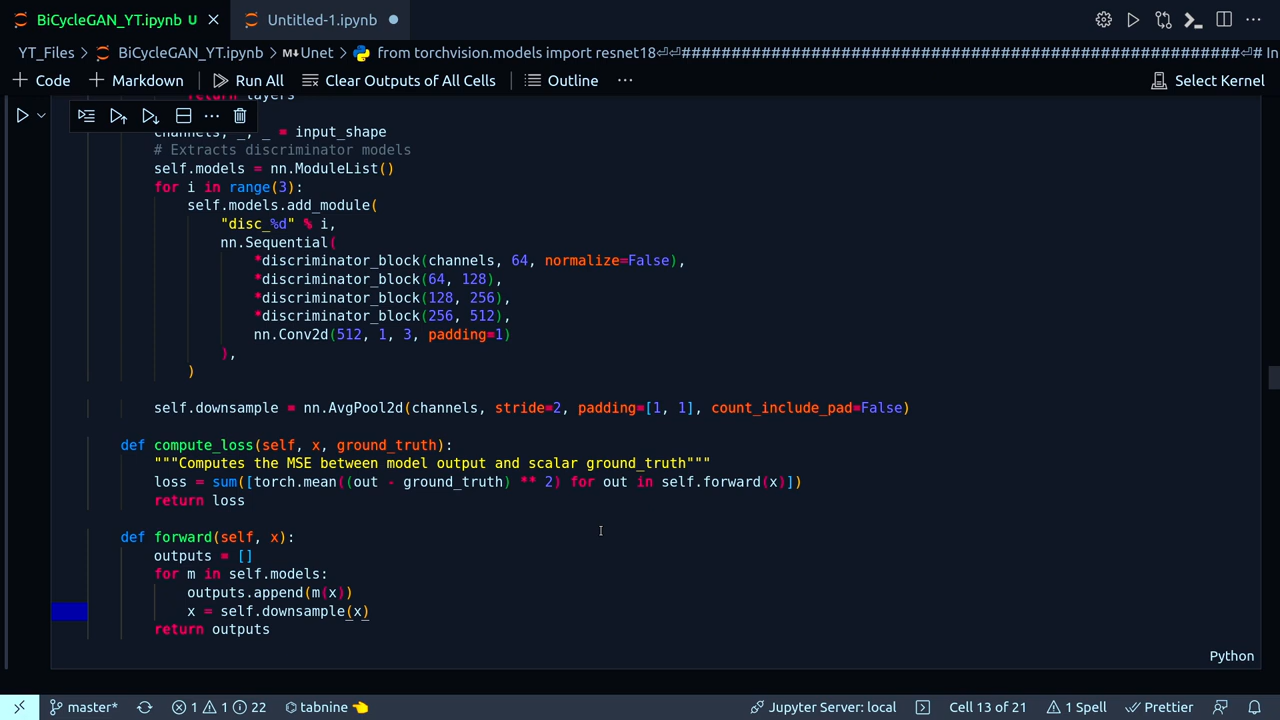 BiCycleGAN_YT.ipynb U
Untitled-1.ipynb
YT_Files > BiCycleGAN_YT.ipynb > M↓Unet > from torchvision.models import resnet18⏎⏎##############################################################⏎# In
+ Code + Markdown Run All Clear Outputs of All Cells Outline ... Select Kernel
return layers
channels, _, _ = input_shape
# Extracts discriminator models
self.models = nn.ModuleList()
for i in range(3):
self.models.add_module(
"disc_%d" % i,
nn.Sequential(
*discriminator_block(channels, 64, normalize=False),
*discriminator_block(64, 128),
*discriminator_block(128, 256),
*discriminator_block(256, 512),
nn.Conv2d(512, 1, 3, padding=1)
),
)
self.downsample = nn.AvgPool2d(channels, stride=2, padding=[1, 1], count_include_pad=False)
def compute_loss(self, x, ground_truth):
"""Computes the MSE between model output and scalar ground_truth"""
loss = sum([torch.mean((out - ground_truth) ** 2) for out in self.forward(x)])
return loss
def forward(self, x):
outputs = []
for m in self.models:
outputs.append(m(x))
x = self.downsample(x)
return outputs
Python
master* 1 1 22 tabnine Jupyter Server: local Cell 13 of 21 1 Spell Prettier